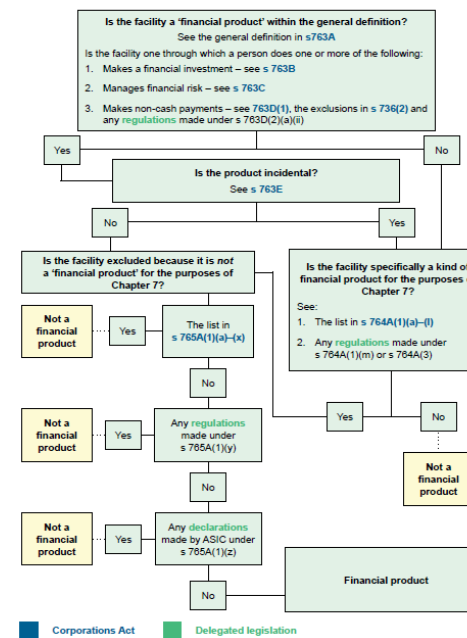 Is the facility a 'financial product' within the general definition?
See the general definition in s763A
Is the facility one through which a person does one or more of the following:
1. Makes a financial investment – see s 763B
2. Manages financial risk – see s 763C
3. Makes non-cash payments – see 763D(1), the exclusions in s 736(2) and
any regulations made under s 763D(2)(a)(ii)
Yes
No
Is the product incidental?
See s 763E
No
Yes
Is the facility excluded because it is not
a 'financial product' for the purposes of
Chapter 7?
Is the facility specifically a kind of
financial product for the purposes o
Chapter 7?
See:
1. The list in s 764A(1)(a)–(l)
2. Any regulations made under
s 764A(1)(m) or s 764A(3)
Not a
financial
product
Yes
The list in
s 765A(1)(a)–(x)
No
Yes
No
Not a
financial
product
Yes
Any regulations
made under
s 765A(1)(y)
Not a
financial
product
No
Not a
financial
product
Yes
Any declarations
made by ASIC under
s 765A(1)(z)
No
Financial product
Corporations Act
Delegated legislation